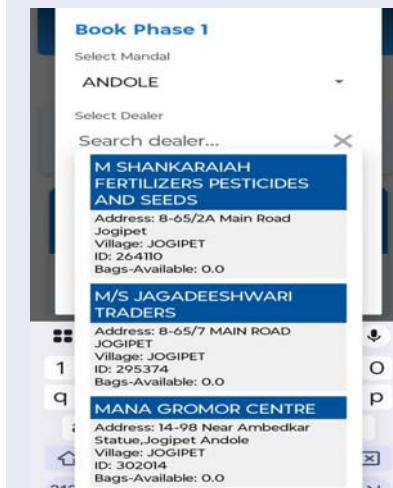 Book Phase 1
Select Mandal
ANDOLE
Select Dealer
Search dealer...
M SHANKARAIAH
FERTILIZERS PESTICIDES
AND SEEDS
Address: 8-65/2A Main Road
Jogipet
Village: JOGIPET
ID: 264110
Bags-Available: 0.0
M/S JAGADEESHWARI
TRADERS
Address: 8-65/7 MAIN ROAD
JOGIPET
Village: JOGIPET
ID: 295374
Bags-Available: 0.0
MANA GROMOR CENTRE
Address: 14-98 Near Ambedkar
Statue,Jogipet Andole
Village: JOGIPET
ID: 302014
Bags-Available: 0.0
1 0
q p